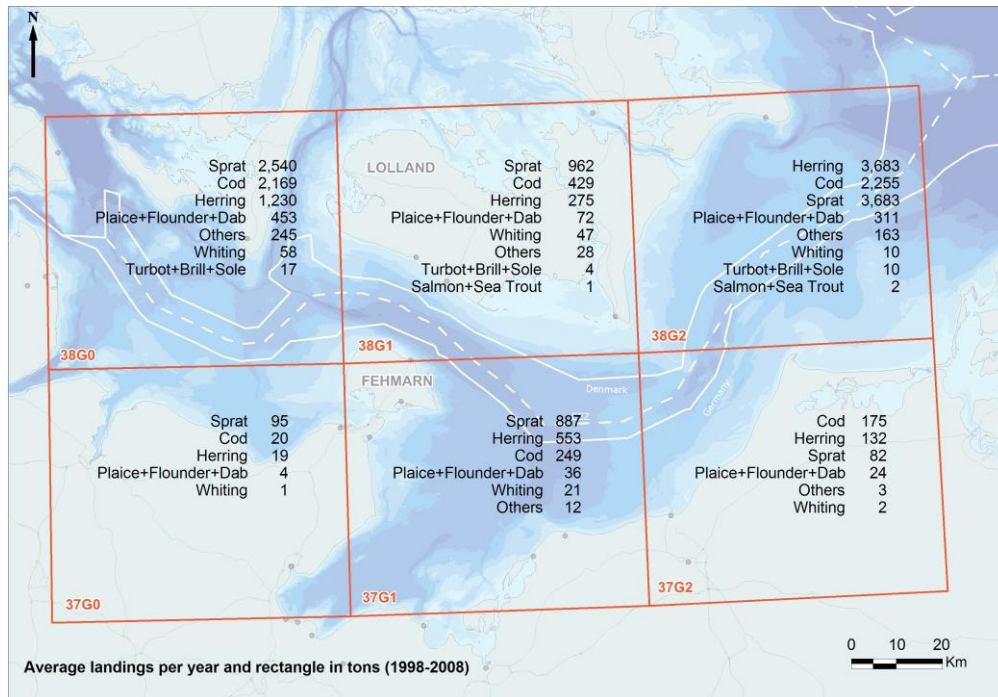 N
LOLLAND
Sprat 2,540
Cod 2,169
Herring 1,230
Plaice+Flounder+Dab 453
Others 245
Whiting 58
Turbot+Brill+Sole 17
38G0
Sprat 962
Cod 429
Herring 275
Plaice+Flounder+Dab 72
Whiting 47
Others 28
Turbot+Brill+Sole 4
Salmon+Sea Trout 1
38G1
Herring 3,683
Cod 2,255
Sprat 3,683
Plaice+Flounder+Dab 311
Others 163
Whiting 10
Turbot+Brill+Sole 10
Salmon+Sea Trout 2
38G2
FEHMARN
Denmark
Germany
Sprat 95
Cod 20
Herring 19
Plaice+Flounder+Dab 4
Whiting 1
37G0
Sprat 887
Herring 553
Cod 249
Plaice+Flounder+Dab 36
Whiting 21
Others 12
37G1
Cod 175
Herring 132
Sprat 82
Plaice+Flounder+Dab 24
Others 3
Whiting 2
37G2
Average landings per year and rectangle in tons (1998-2008)
0 10 20
Km